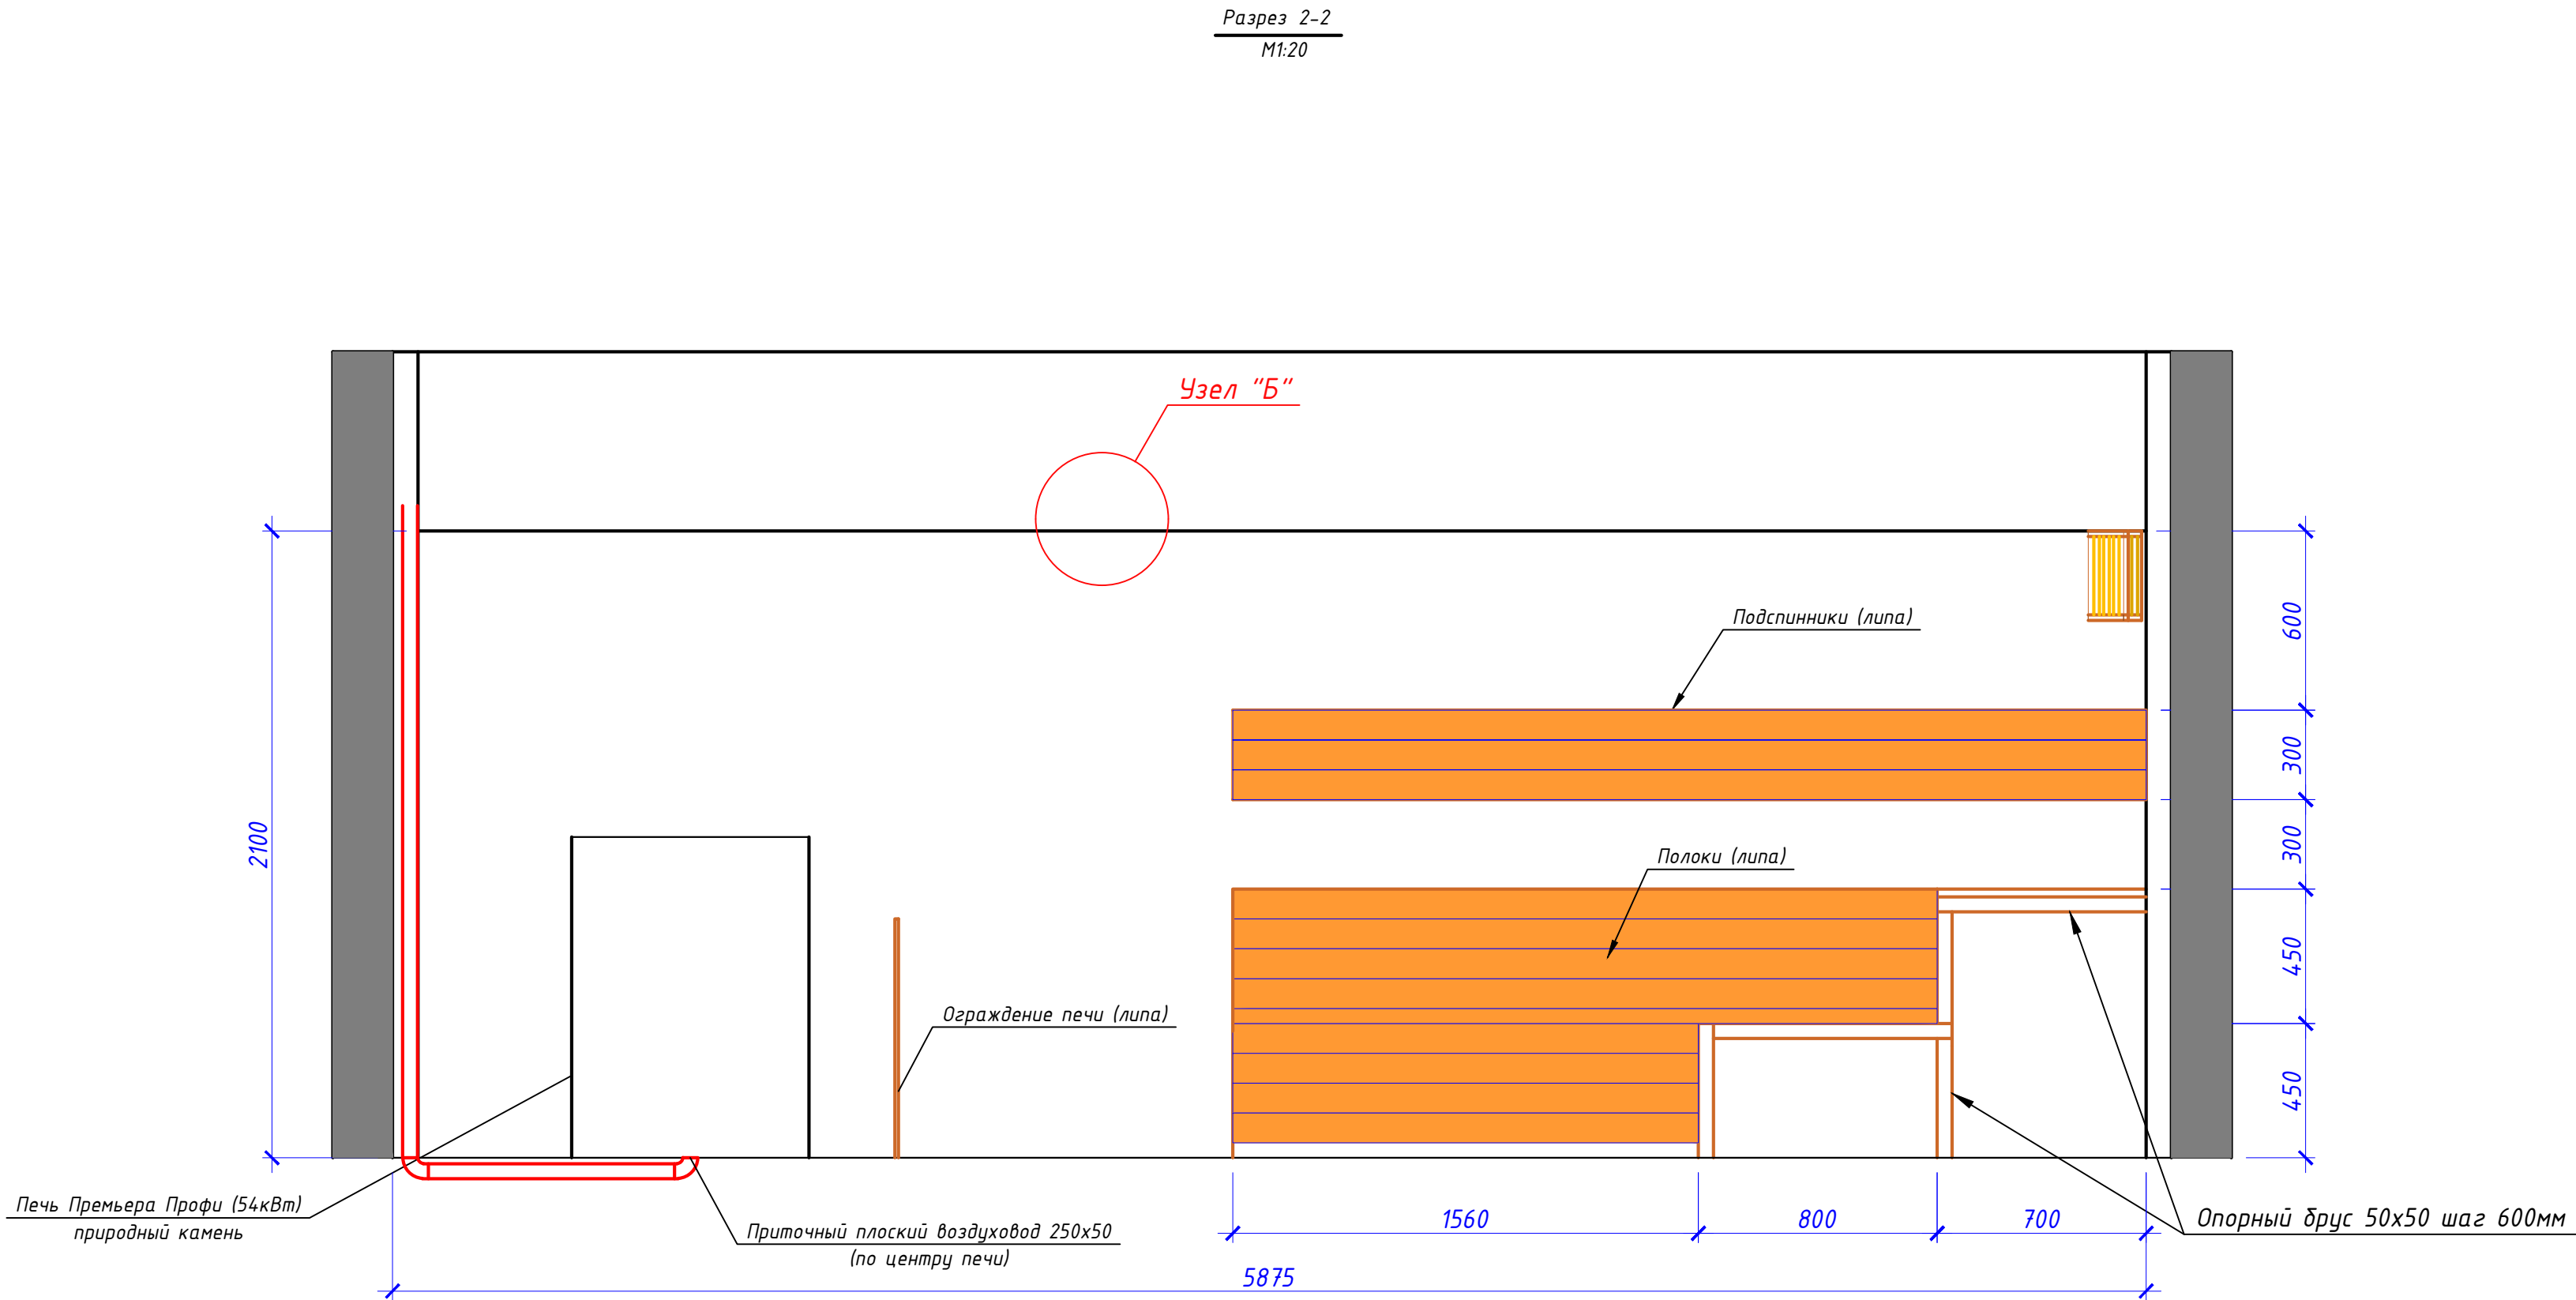 Разрез 2-2
М1:20
Узел "Б"
Подспинники (липа)
600
300
2100
300
Полоки (липа)
450
Ограждение печи (липа)
450
Печь Премьера Профи (54кВт)
природный камень
Приточный плоский воздуховод 250х50
(по центру печи)
1560
800
700
Опорный брус 50х50 шаг 600мм
5875